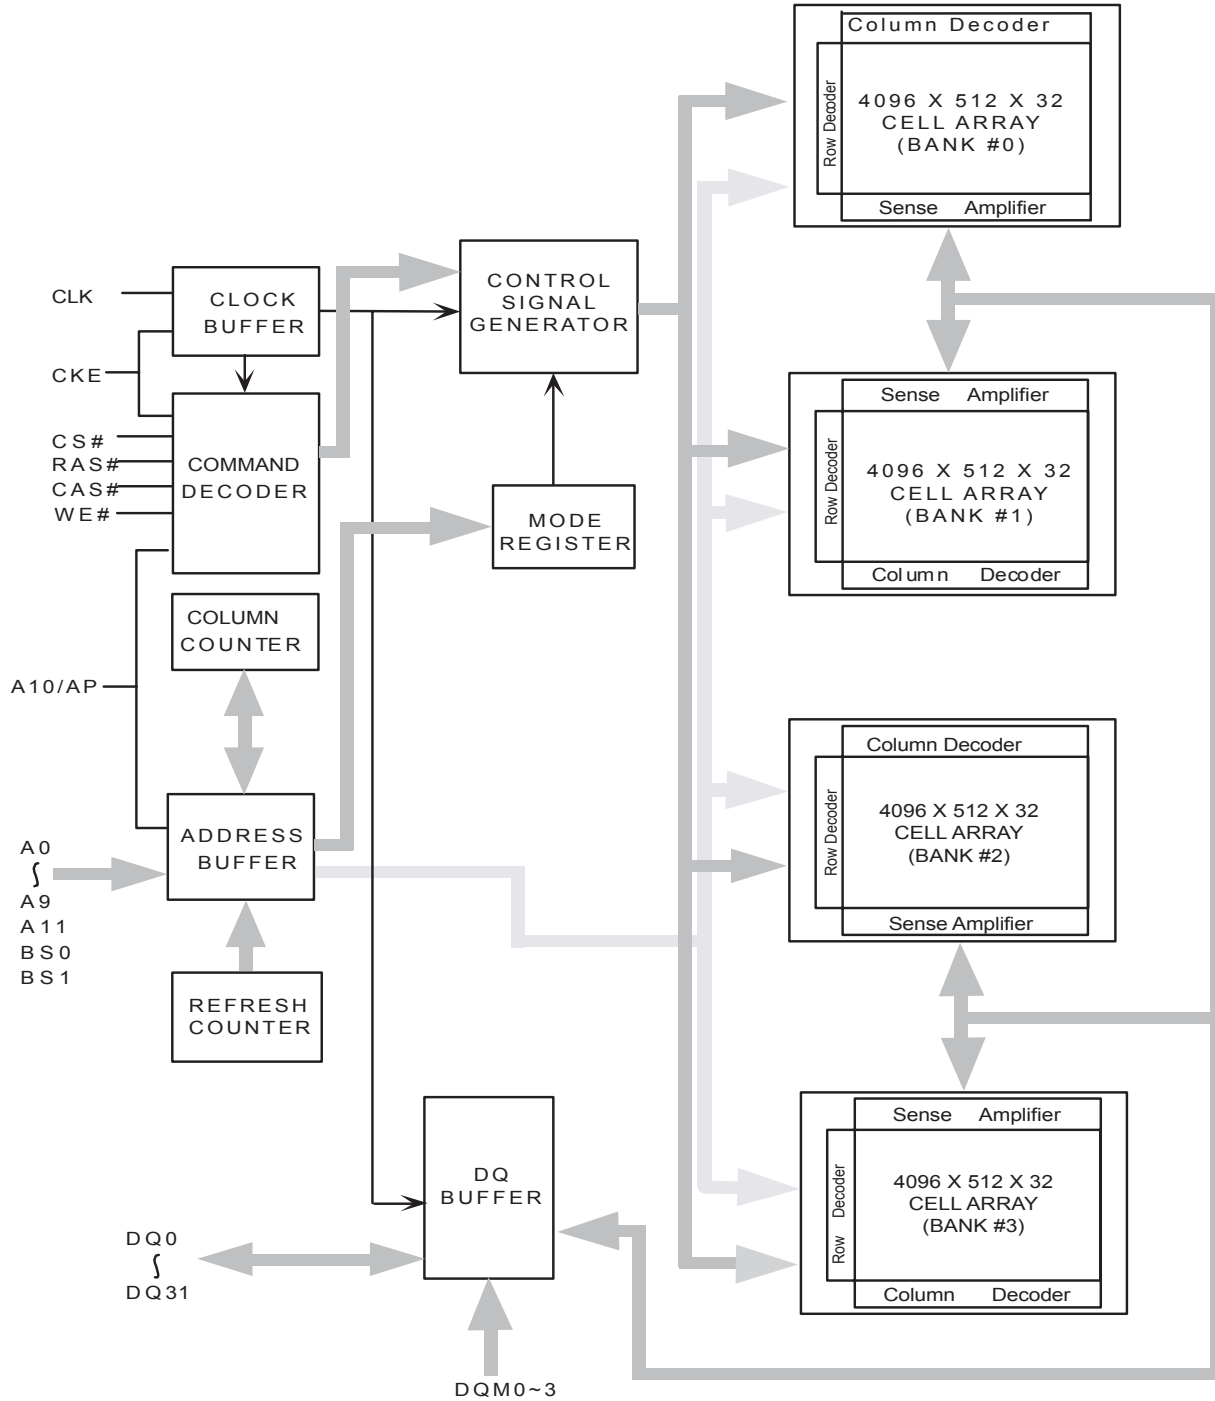 Column Decoder
Row Decoder
4096 X 512 X 32
CELL ARRAY
(BANK #0)
Sense Amplifier
CLK
CKE
CS#
RAS#
CAS#
WE#
A10/AP
A0
A9
A11
BS0
BS1
CLOCK
BUFFER
COMMAND
DECODER
COLUMN
COUNTER
ADDRESS
BUFFER
REFRESH
COUNTER
CONTROL
SIGNAL
GENERATOR
MODE
REGISTER
Sense Amplifier
Row Decoder
4096 X 512 X 32
CELL ARRAY
(BANK #1)
Column Decoder
Column Decoder
Row Decoder
4096 X 512 X 32
CELL ARRAY
(BANK #2)
Sense Amplifier
Sense Amplifier
Row Decoder
4096 X 512 X 32
CELL ARRAY
(BANK #3)
Column Decoder
DQ
BUFFER
DQ0
DQ31
DQM0~3